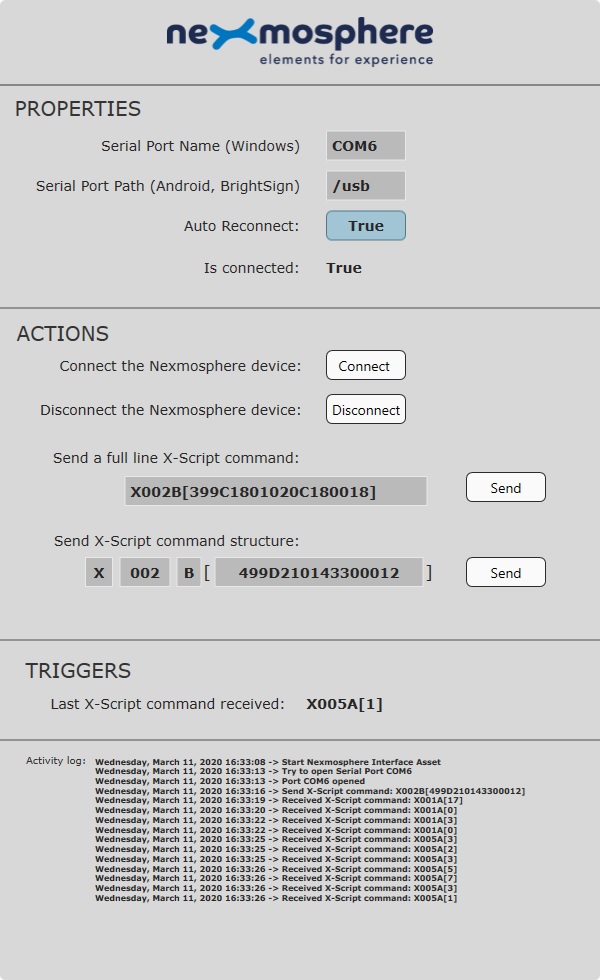 nexmosphere
elements for experience
PROPERTIES
Serial Port Name (Windows) COM6
Serial Port Path (Android, BrightSign) /usb
Auto Reconnect: True
Is connected: True
ACTIONS
Connect the Nexmosphere device: Connect
Disconnect the Nexmosphere device: Disconnect
Send a full line X-Script command:
X002B[399C1801020C180018] Send
Send X-Script command structure:
X 002 B [ 499D210143300012 ] Send
TRIGGERS
Last X-Script command received: X005A[1]
Activity log: Wednesday, March 11, 2020 16:33:08 -> Start Nexmosphere Interface Asset
Wednesday, March 11, 2020 16:33:13 -> Try to open Serial Port COM6
Wednesday, March 11, 2020 16:33:13 -> Port COM6 opened
Wednesday, March 11, 2020 16:33:16 -> Send X-Script command: X002B[499D210143300012]
Wednesday, March 11, 2020 16:33:19 -> Received X-Script command: X001A[17]
Wednesday, March 11, 2020 16:33:20 -> Received X-Script command: X001A[0]
Wednesday, March 11, 2020 16:33:22 -> Received X-Script command: X001A[3]
Wednesday, March 11, 2020 16:33:22 -> Received X-Script command: X001A[0]
Wednesday, March 11, 2020 16:33:25 -> Received X-Script command: X005A[3]
Wednesday, March 11, 2020 16:33:25 -> Received X-Script command: X005A[2]
Wednesday, March 11, 2020 16:33:25 -> Received X-Script command: X005A[3]
Wednesday, March 11, 2020 16:33:26 -> Received X-Script command: X005A[5]
Wednesday, March 11, 2020 16:33:26 -> Received X-Script command: X005A[7]
Wednesday, March 11, 2020 16:33:26 -> Received X-Script command: X005A[3]
Wednesday, March 11, 2020 16:33:26 -> Received X-Script command: X005A[1]